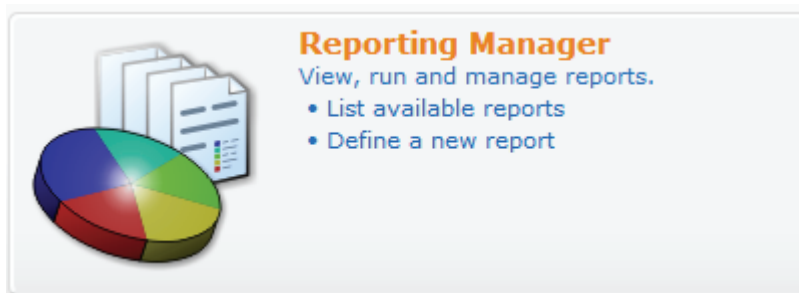 Reporting Manager
View, run and manage reports.
• List available reports
• Define a new report